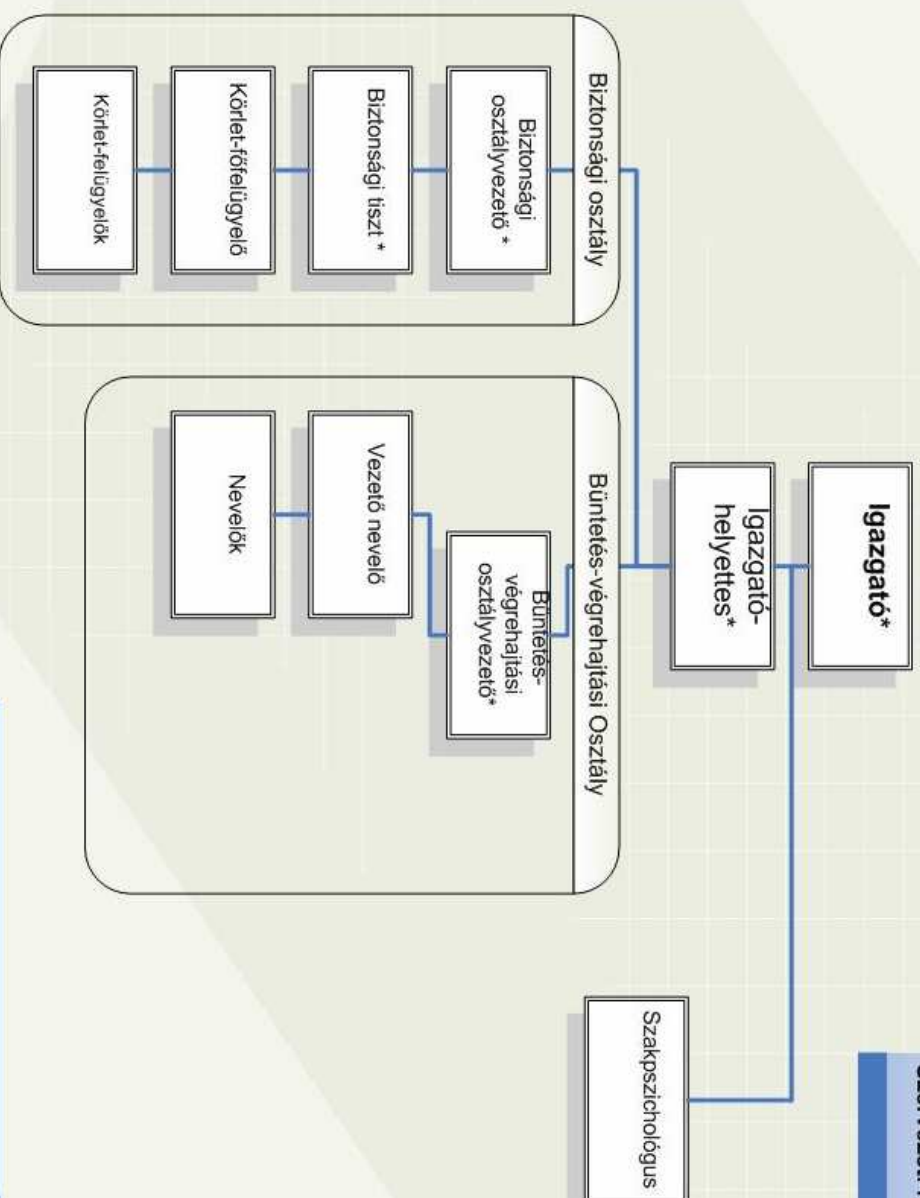 Igazgató*
Igazgató-
helyettes*
Szakpszichológus
Biztonsági osztály
Biztonsági
osztályvezető *
Biztonsági tiszt *
Körlet-főfelügyelő
Körlet-felügyelők
Büntetés-végrehajtási Osztály
Büntetés-
végrehajtási
osztályvezető*
Vezető nevelő
Nevelők